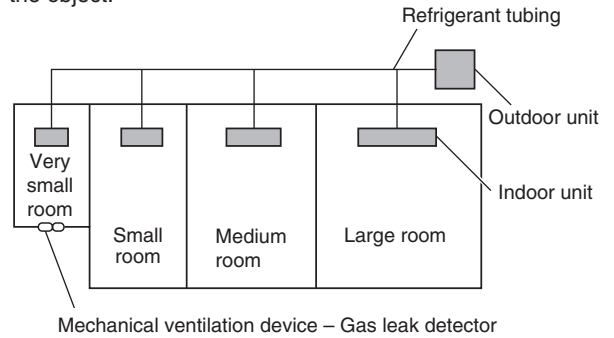 the object.
Refrigerant tubing
Outdoor unit
Indoor unit
Very
small
room
Small
room
Medium
room
Large room
Mechanical ventilation device – Gas leak detector